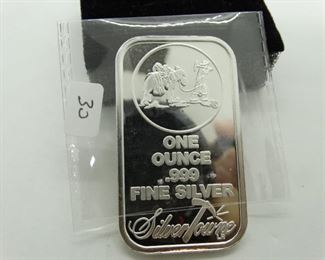 30
ONE
OUNCE
.999
FINE SILVER
SilverTowne